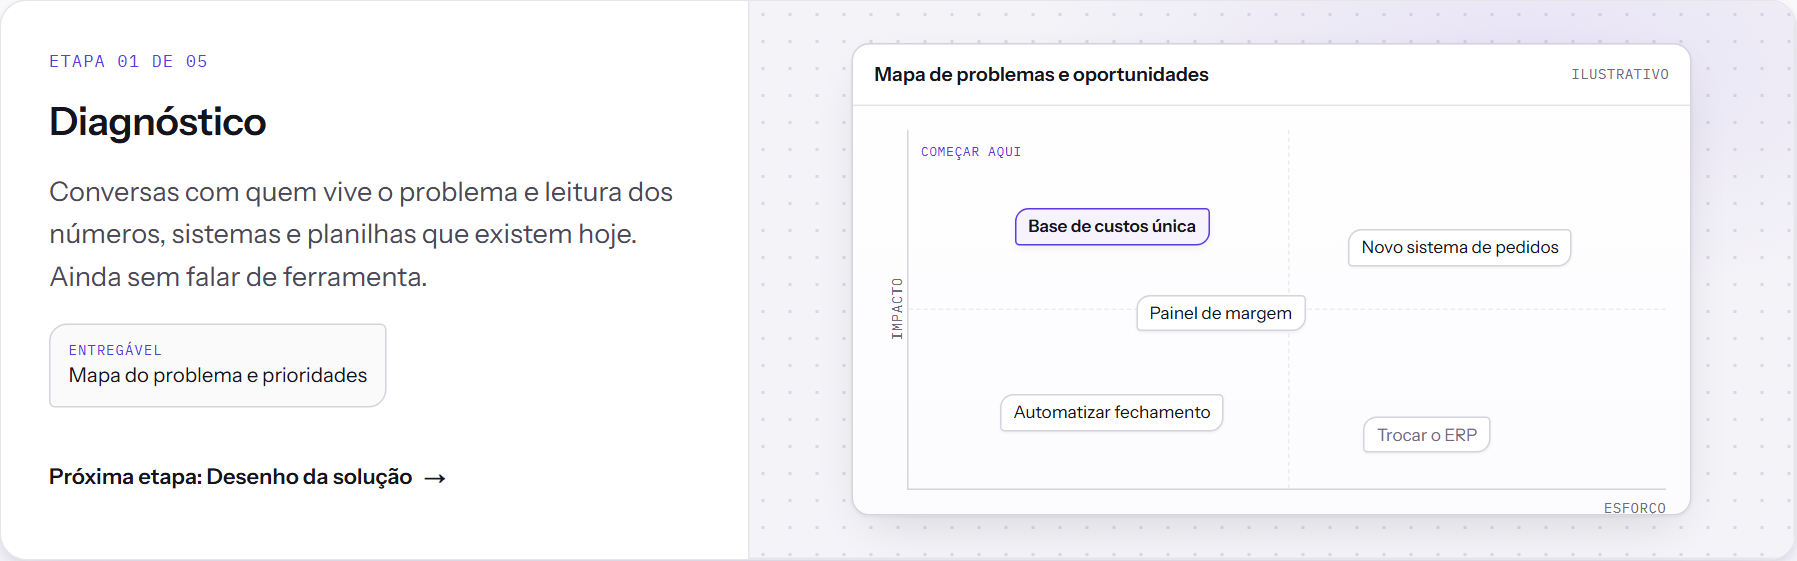 ETAPA 01 DE 05
Diagnóstico
Conversas com quem vive o problema e leitura dos
números, sistemas e planilhas que existem hoje.
Ainda sem falar de ferramenta.
ENTREGÁVEL
Mapa do problema e prioridades
Próxima etapa: Desenho da solução →
Mapa de problemas e oportunidades
ILUSTRATIVO
COMEÇAR AQUI
Base de custos única
Novo sistema de pedidos
IMPACTO
Painel de margem
Automatizar fechamento
Trocar o ERP
ESFORÇO